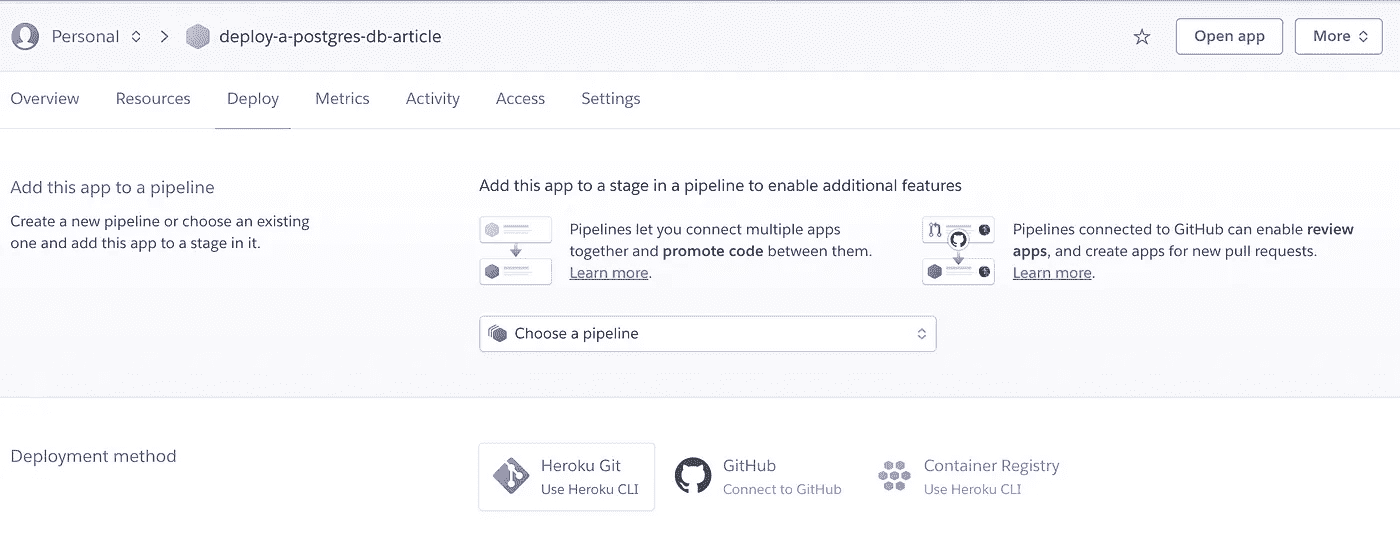 Personal
deploy-a-postgres-db-article
Open app
More
Overview
Resources
Deploy
Metrics
Activity
Access
Settings
Add this app to a pipeline
Create a new pipeline or choose an existing
one and add this app to a stage in it.
Add this app to a stage in a pipeline to enable additional features
Pipelines let you connect multiple apps
together and promote code between them.
Learn more.
Pipelines connected to GitHub can enable review
apps, and create apps for new pull requests.
Learn more.
Choose a pipeline
Deployment method
Heroku Git
Use Heroku CLI
GitHub
Connect to GitHub
Container Registry
Use Heroku CLI